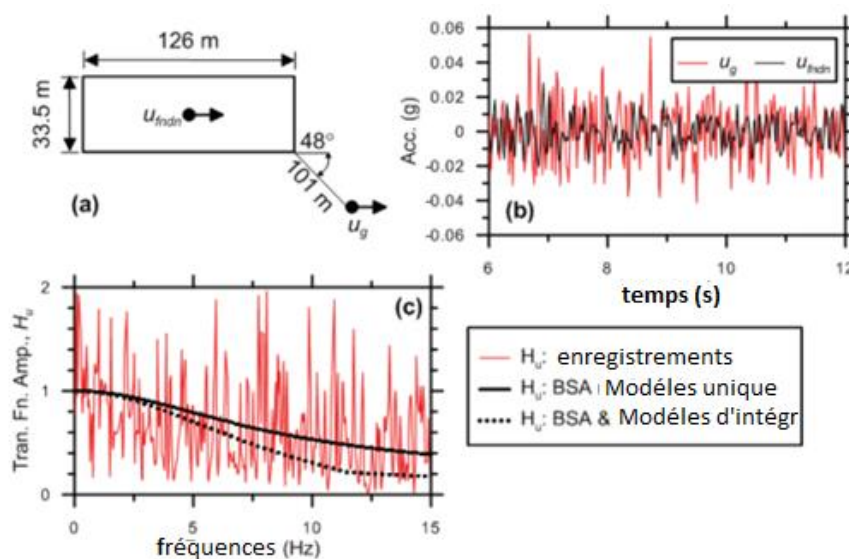 126 m
33.5 m
u_fndn
48°
101 m
(a)
u_g
0.06
0.04
0.02
0
-0.02
-0.04
-0.06
Acc. (g)
u_g
u_fndn
(b)
6
8
10
12
temps (s)
2
1
0
Tran. Fn. Amp., H_u
(c)
0
5
10
15
fréquences (Hz)
H_u: enregistrements
H_u: BSA Modéles unique
H_u: BSA & Modéles d'intégr